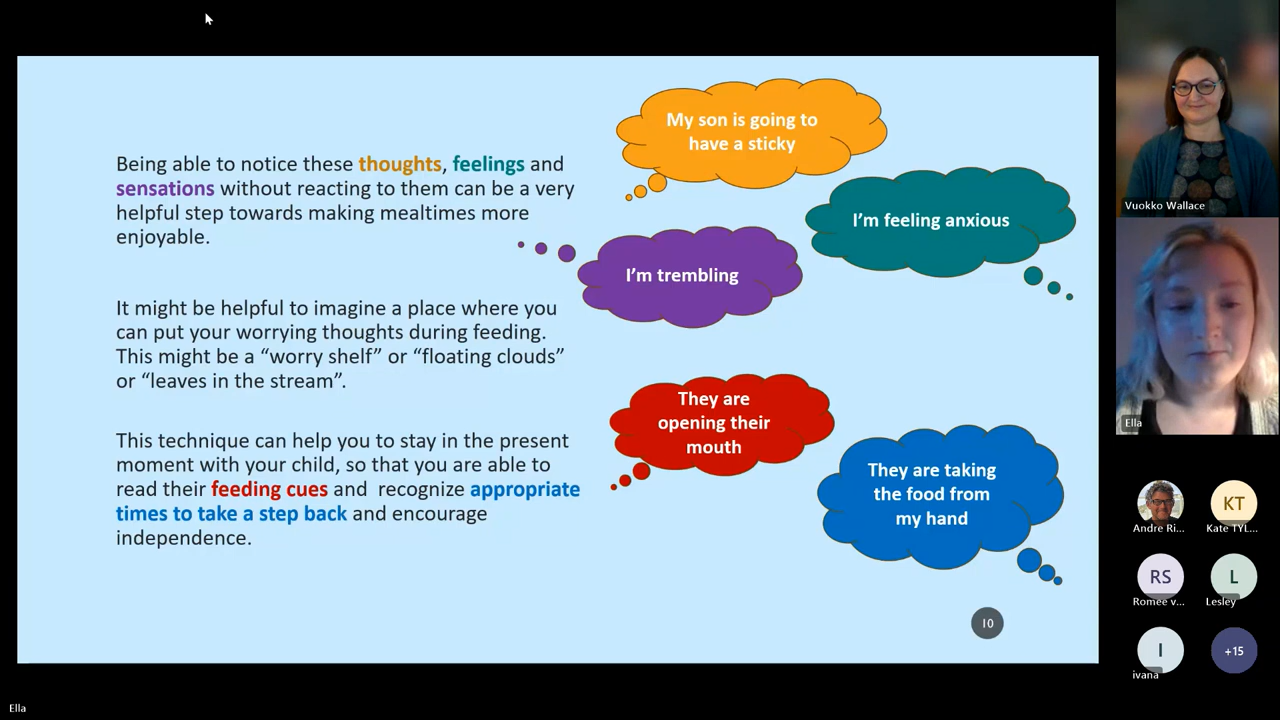 Being able to notice these thoughts, feelings and
sensations without reacting to them can be a very
helpful step towards making mealtimes more
enjoyable.
It might be helpful to imagine a place where you
can put your worrying thoughts during feeding.
This might be a “worry shelf” or “floating clouds”
or “leaves in the stream”.
This technique can help you to stay in the present
moment with your child, so that you are able to
read their feeding cues and  recognize appropriate
times to take a step back and encourage
independence.
My son is going to
have a sticky
I’m feeling anxious
I’m trembling
They are
opening their
mouth
They are taking
the food from
my hand
10
Vuokko Wallace
Ella
Andre Ri...
KT
Kate TYL...
RS
Romee v...
L
Lesley
I
ivana
+15
Ella